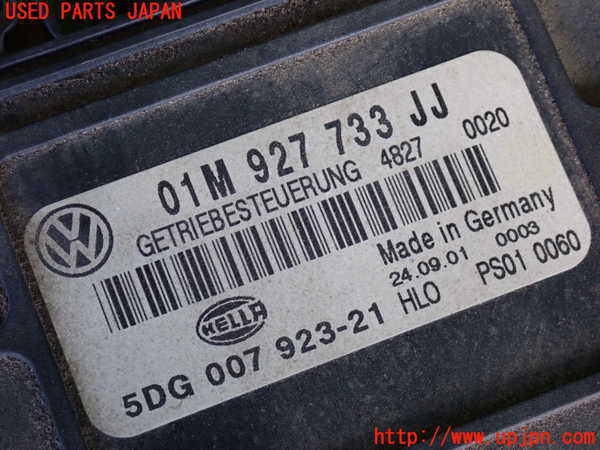 USED PARTS JAPAN
01M 927 733 JJ
GETRIEBESTEUERUNG 4827 0020
Made in Germany
24.09.01 0003
HELLA HLO PS01 0060
5DG 007 923-21
http://www.upjpn.com/